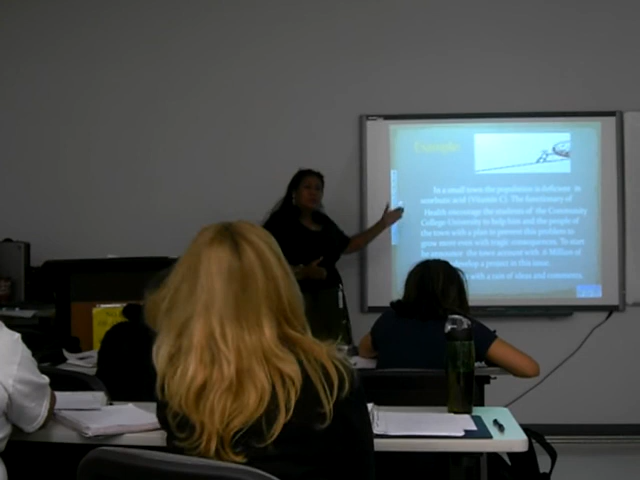 Example
In a small town the population is deficient in
ascorbic acid (Vitamin C). The functionary of
Health encourage the students of the Community
College University to help him and the people of
the town with a plan to prevent this problem to
grow more even with tragic consequences. To start
the town account with a Million of
develop a project in this issue.
with a rain of ideas and comments.